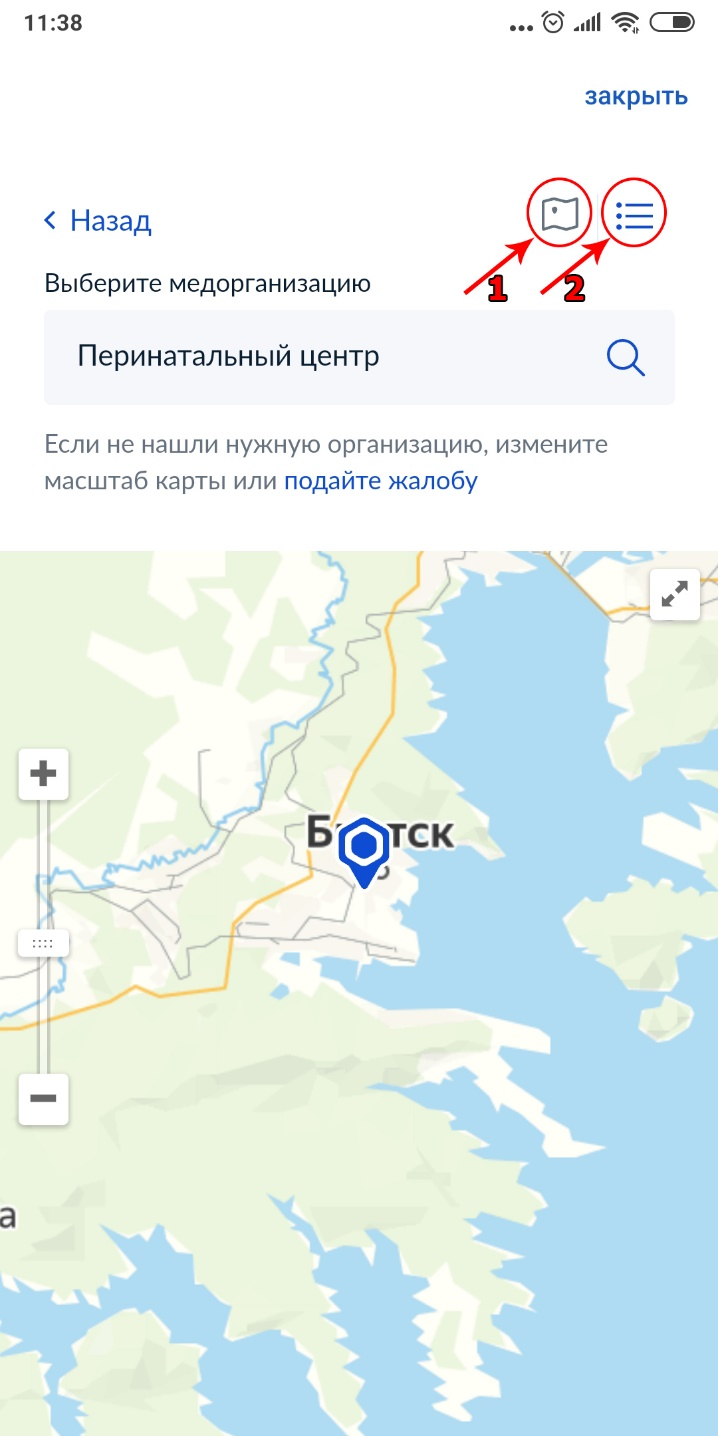 11:38
закрыть
Назад
1
2
Выберите медорганизацию
Перинатальный центр
Если не нашли нужную организацию, измените
масштаб карты или подайте жалобу
а